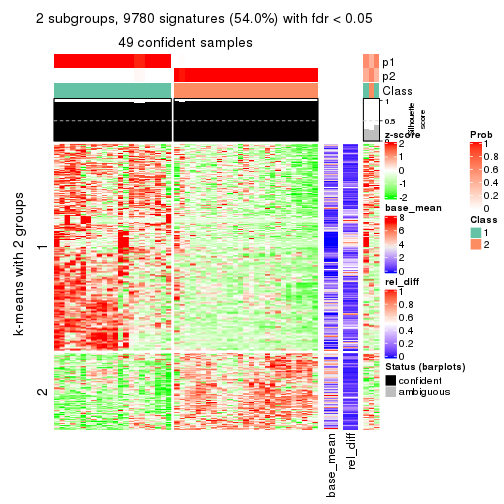 2 subgroups, 9780 signatures (54.0%) with fdr < 0.05
49 confident samples
p1
p2
Class
1
0.5
0
Silhouette
score
k-means with 2 groups
1
2
base_mean
rel_diff
z-score
2
1
0
-1
-2
base_mean
8
6
4
2
0
rel_diff
1
0.8
0.6
0.4
0.2
0
Status (barplots)
confident
ambiguous
Prob
1
0.8
0.6
0.4
0.2
0
Class
1
2